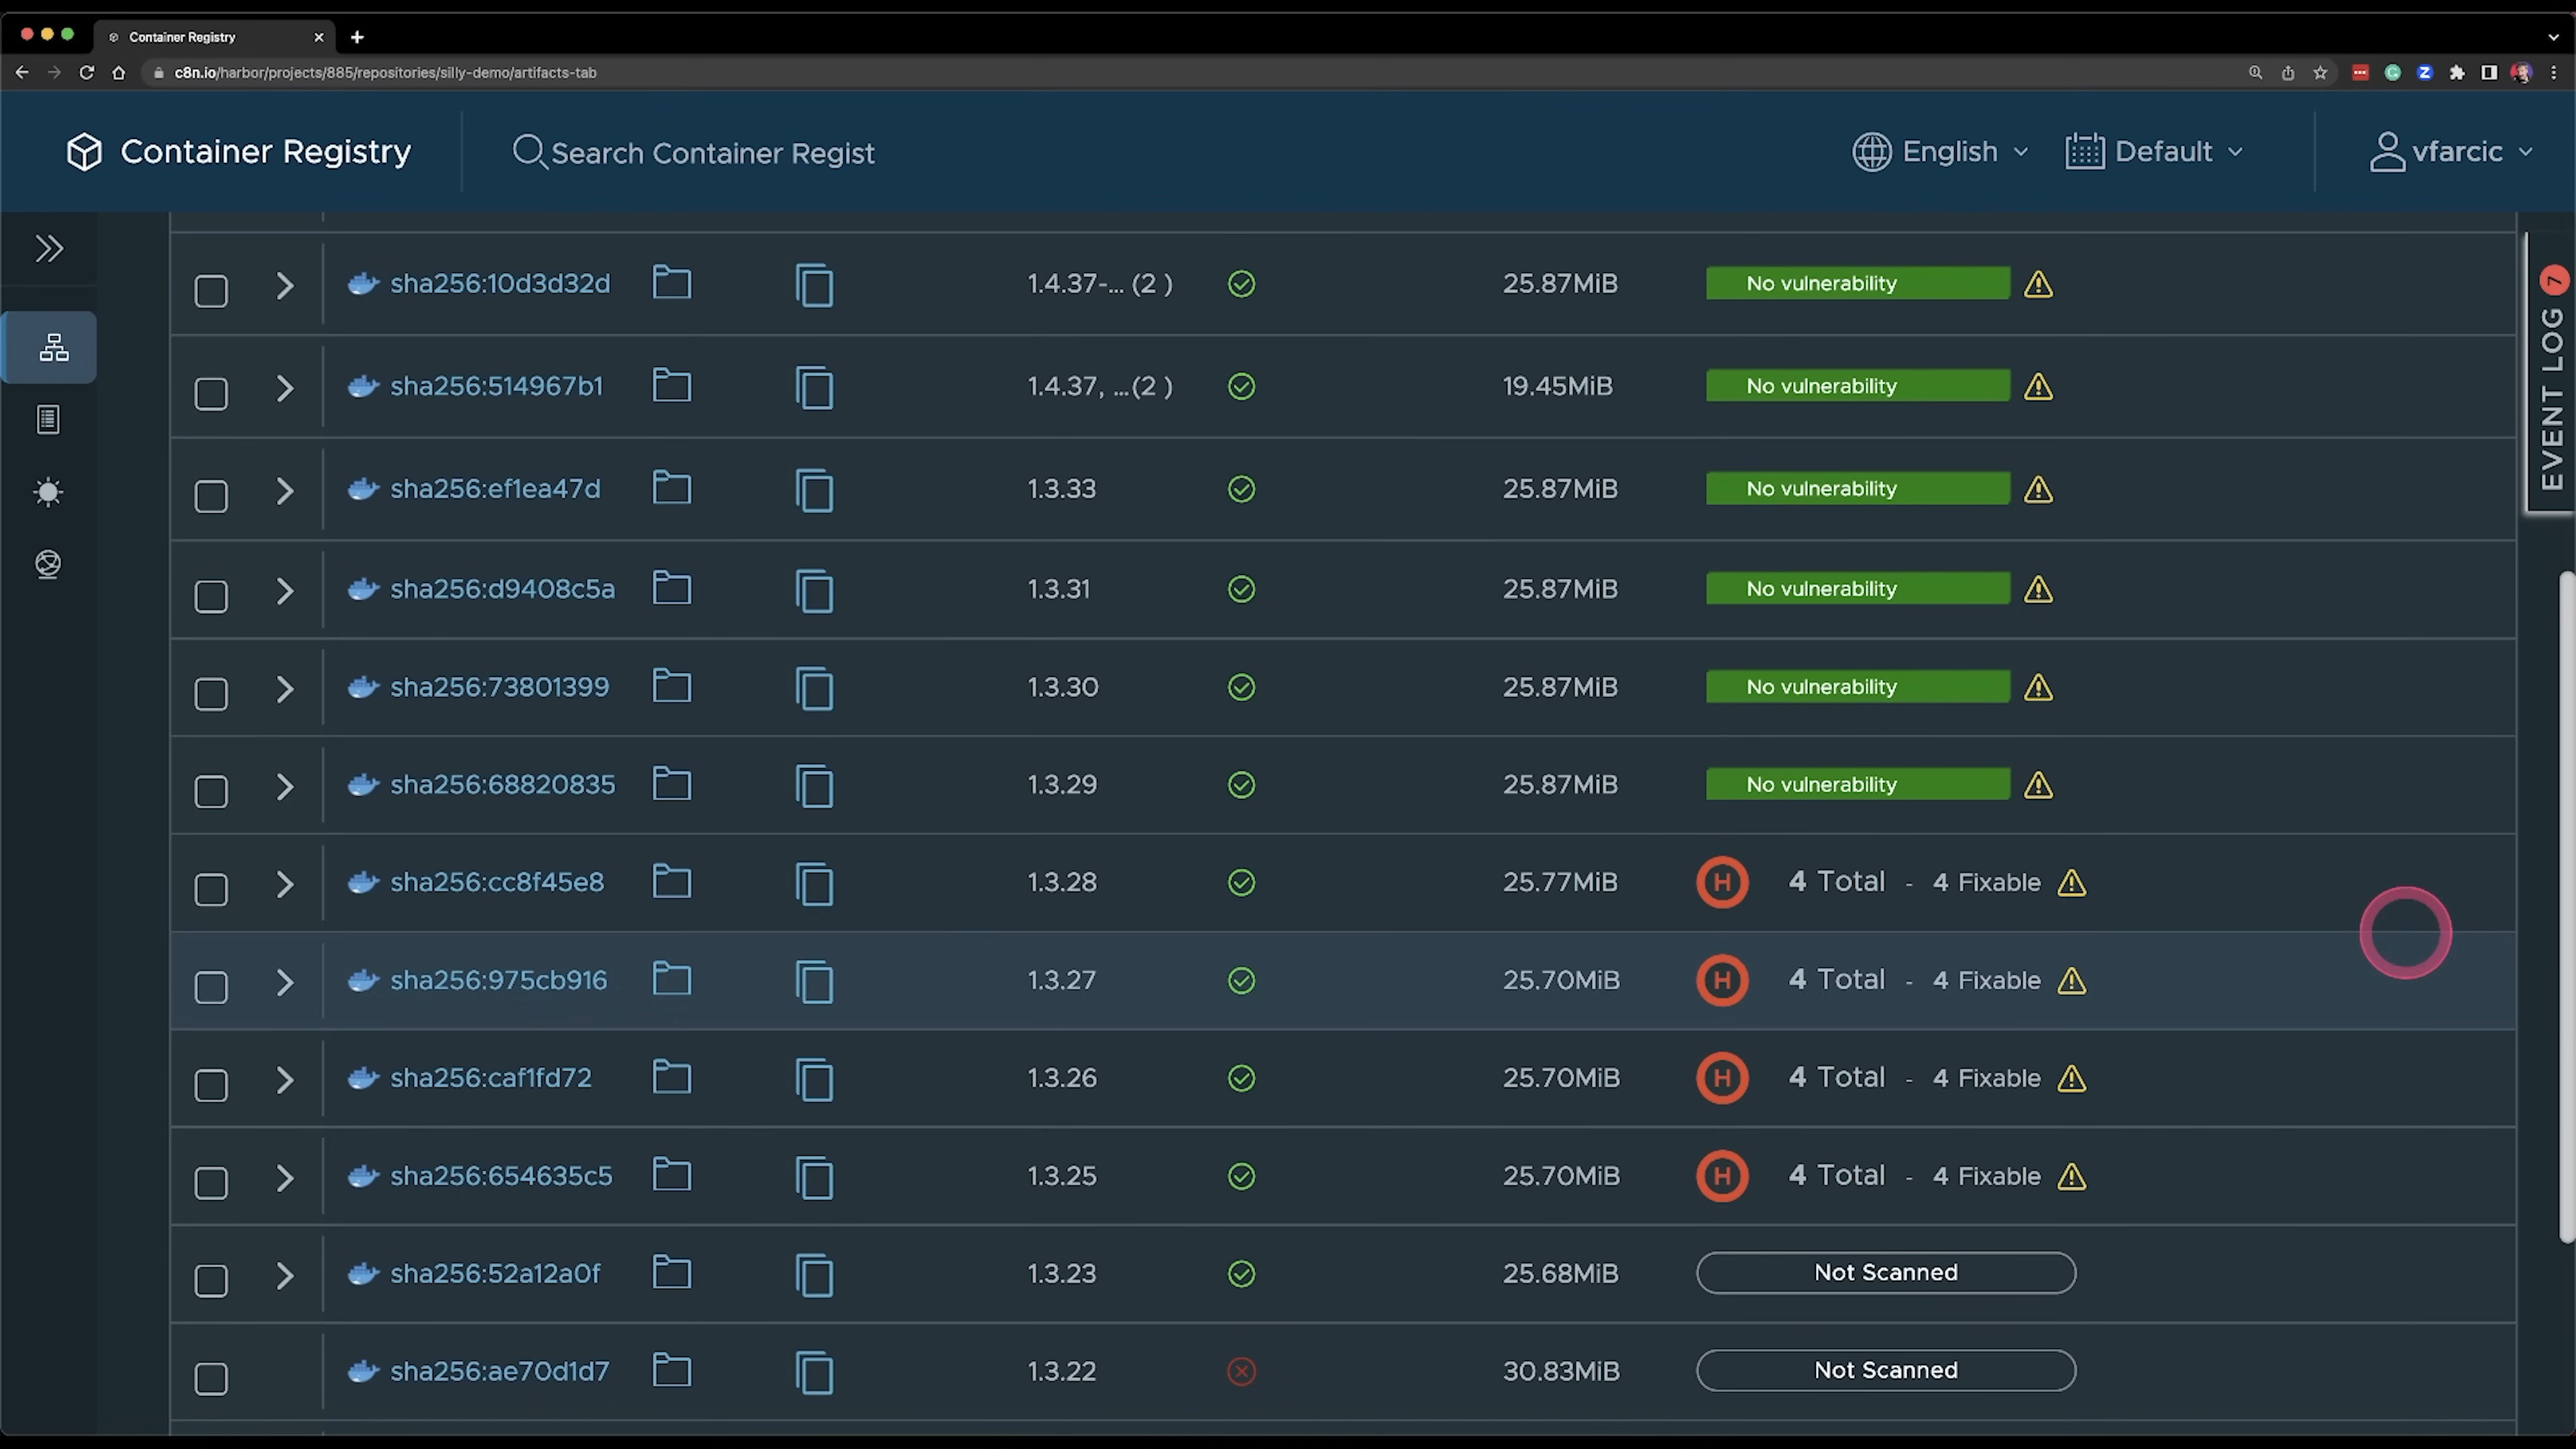 Container Registry
c8n.io/harbor/projects/885/repositories/silly-demo/artifacts-tab
Container Registry
Search Container Regist
English
Default
vfarcic
EVENT LOG 7
sha256:10d3d32d 1.4.37-... (2 ) 25.87MiB No vulnerability
sha256:514967b1 1.4.37, ...(2 ) 19.45MiB No vulnerability
sha256:ef1ea47d 1.3.33 25.87MiB No vulnerability
sha256:d9408c5a 1.3.31 25.87MiB No vulnerability
sha256:73801399 1.3.30 25.87MiB No vulnerability
sha256:68820835 1.3.29 25.87MiB No vulnerability
sha256:cc8f45e8 1.3.28 25.77MiB H 4 Total - 4 Fixable
sha256:975cb916 1.3.27 25.70MiB H 4 Total - 4 Fixable
sha256:caf1fd72 1.3.26 25.70MiB H 4 Total - 4 Fixable
sha256:654635c5 1.3.25 25.70MiB H 4 Total - 4 Fixable
sha256:52a12a0f 1.3.23 25.68MiB Not Scanned
sha256:ae70d1d7 1.3.22 30.83MiB Not Scanned